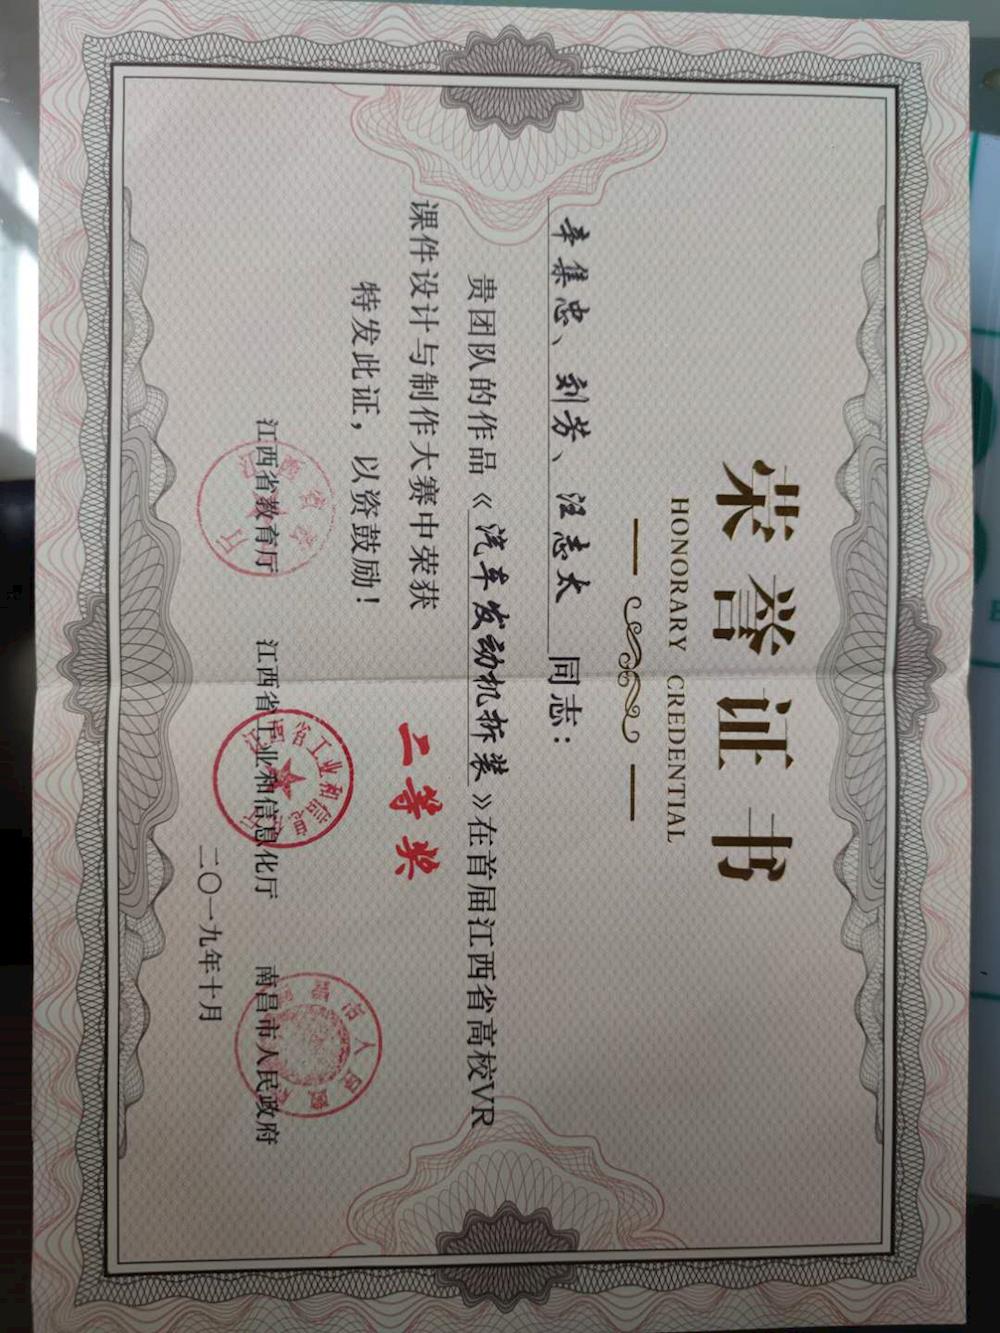 荣誉证书
HONORARY CREDENTIAL
辛集忠、刘芳、汪志太 同志：
贵团队的作品《汽车发动机拆装》在首届江西省高校VR
课件设计与制作大赛中荣获 二等奖
特发此证，以资鼓励！
江西省教育厅 江西省工业和信息化厅 南昌市人民政府
二〇一九年十月